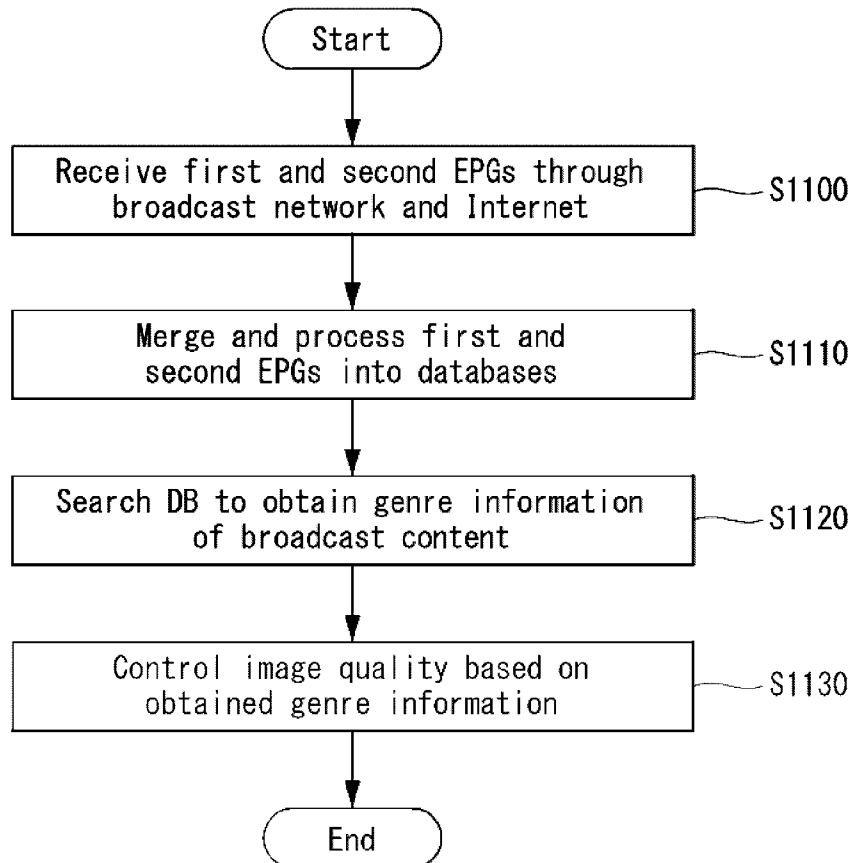 Start
Receive first and second EPGs through
broadcast network and Internet
S1100
Merge and process first and
second EPGs into databases
S1110
Search DB to obtain genre information
of broadcast content
S1120
Control image quality based on
obtained genre information
S1130
End